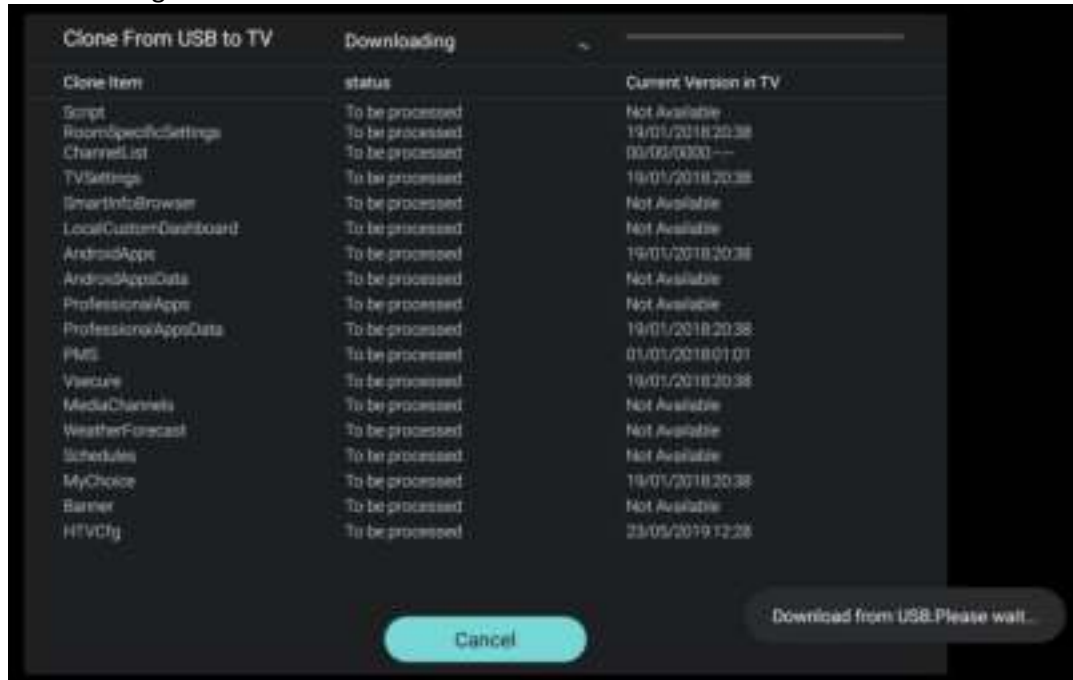 Clone From USB to TV Downloading
Clone Item status Current Version in TV
Script To be processed Not Available
RoomSpecificSettings To be processed 19/01/2018:20:38
ChannelList To be processed 00/00/0000:--:--
TVSettings To be processed 19/01/2018:20:38
SmartInfoBrowser To be processed Not Available
LocalCustomDashboard To be processed Not Available
AndroidApps To be processed 19/01/2018:20:38
AndroidAppsData To be processed Not Available
ProfessionalApps To be processed Not Available
ProfessionalAppsData To be processed 19/01/2018:20:38
PMS To be processed 01/01/2018:01:01
Vsecure To be processed 19/01/2018:20:38
MediaChannels To be processed Not Available
WeatherForecast To be processed Not Available
Schedules To be processed Not Available
MyChoice To be processed 19/01/2018:20:38
Banner To be processed Not Available
HTVCfg To be processed 23/05/2019:12:28
Download from USB.Please wait...
Cancel